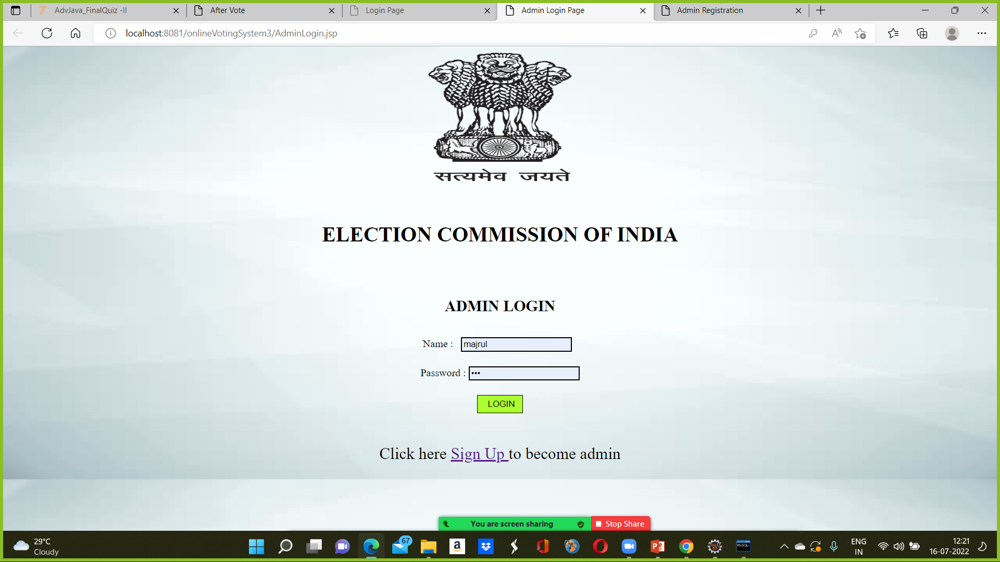 AdvJava_FinalQuiz -II
After Vote
Login Page
Admin Login Page
Admin Registration
localhost:8081/onlineVotingSystem3/AdminLogin.jsp
सत्यमेव जयते
ELECTION COMMISSION OF INDIA
ADMIN LOGIN
Name : majrul
Password : •••
LOGIN
Click here Sign Up to become admin
You are screen sharing
Stop Share
29°C
Cloudy
67
MySQL
ENG
IN
12:21
16-07-2022